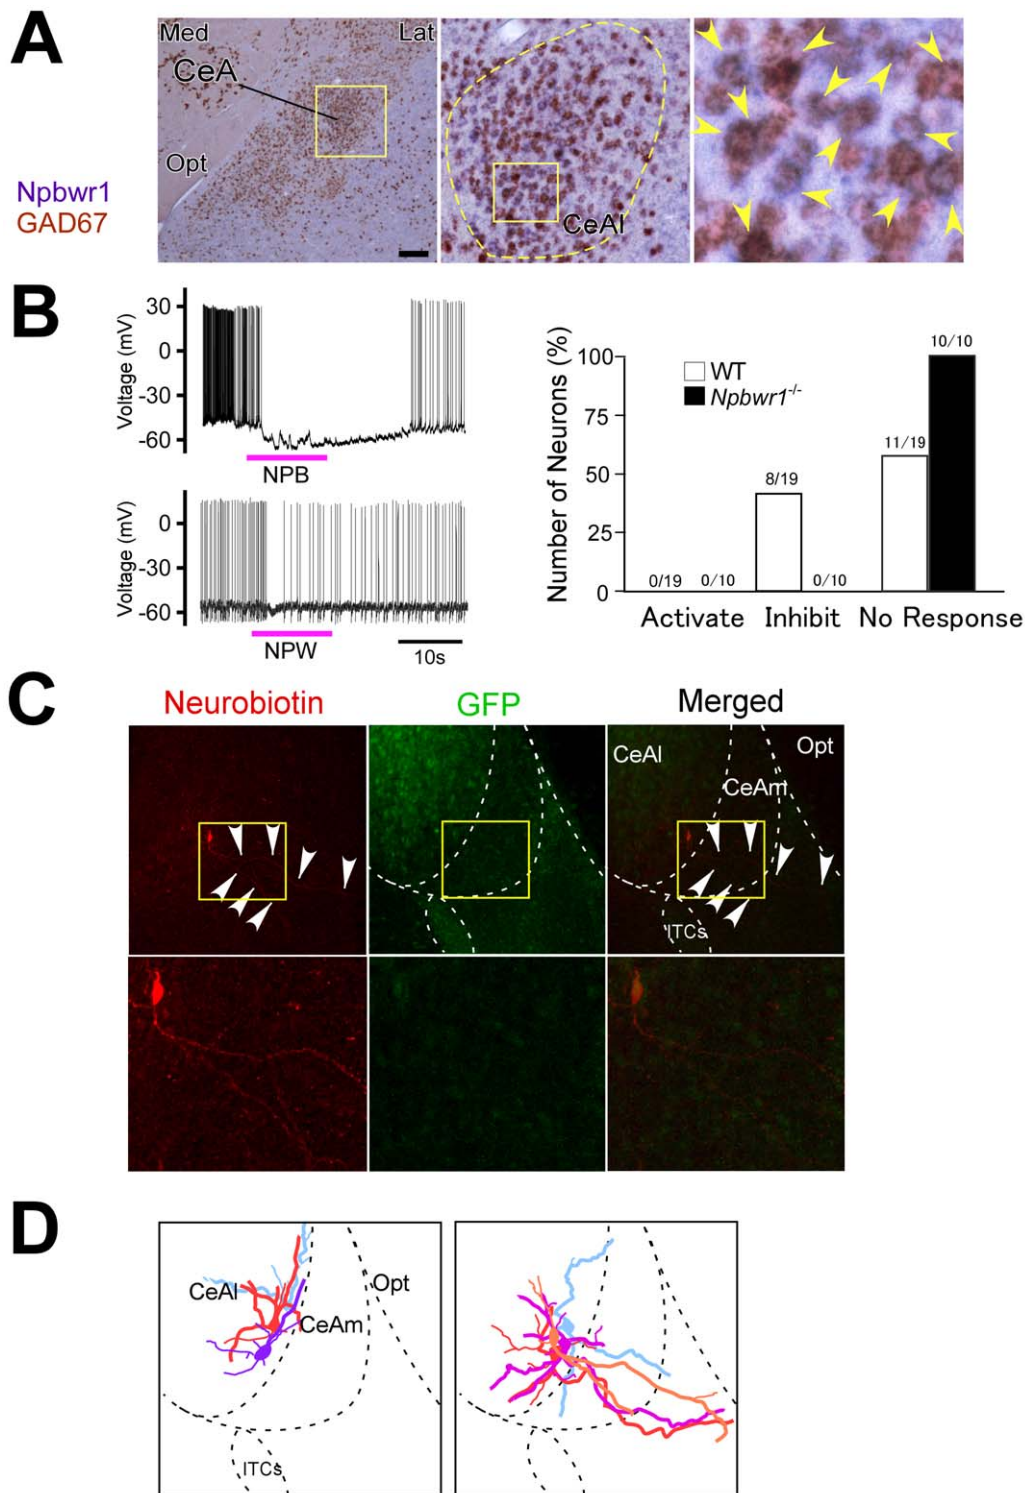 A
Med
Lat
CeA
Opt
Npbwr1
GAD67
CeAl
B
Voltage (mV)
30
0
-30
-60
NPB
Voltage (mV)
0
-30
-60
NPW
10s
Number of Neurons (%)
100
75
50
25
0
WT
Npbwr1-/-
0/19
0/10
8/19
0/10
11/19
10/10
Activate
Inhibit
No Response
C
Neurobiotin
GFP
Merged
CeAl
CeAm
Opt
ITCs
D
CeAl
CeAm
Opt
ITCs